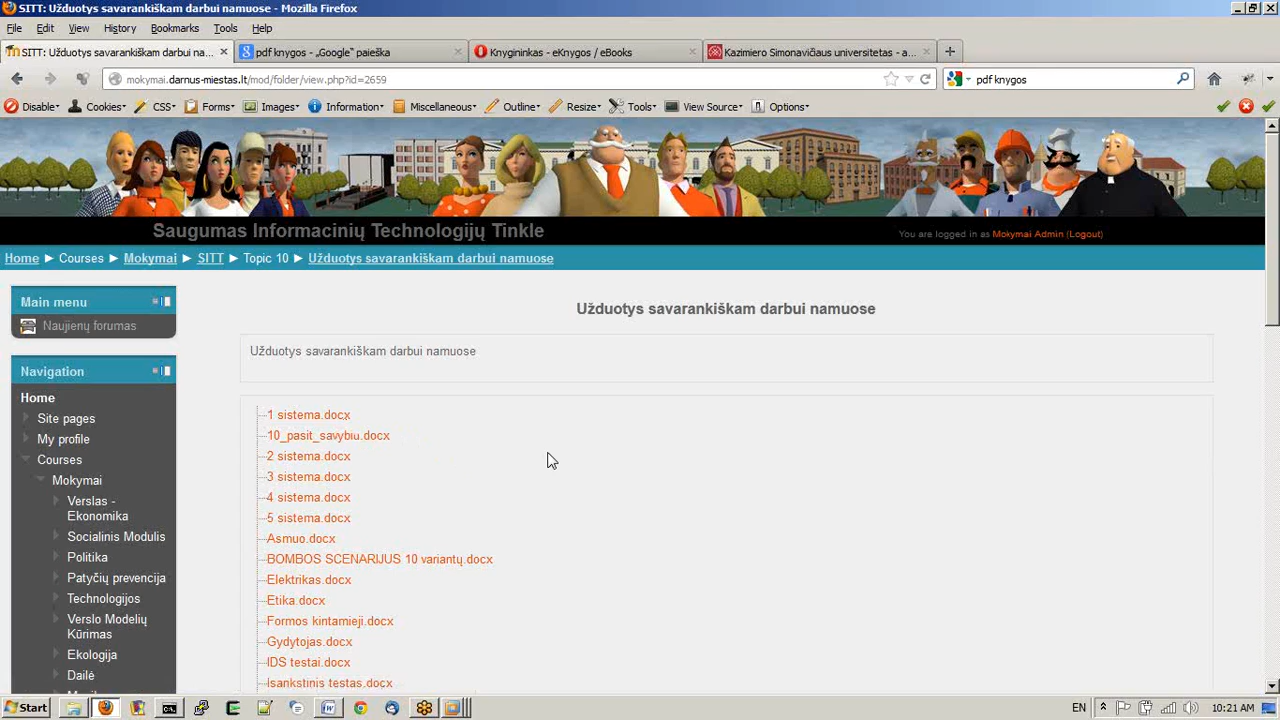 SITT: Užduotys savarankiškam darbui namuose - Mozilla Firefox
File Edit View History Bookmarks Tools Help
SITT: Užduotys savarankiškam darbui na... pdf knygos - „Google“ paieška Knygininkas - eKnygos / eBooks Kazimiero Simonavičiaus universitetas - a...
mokymai.darnus-miestas.lt/mod/folder/view.php?id=2659 pdf knygos
Disable Cookies CSS Forms Images Information Miscellaneous Outline Resize Tools View Source Options
Saugumas Informacinių Technologijų Tinkle
You are logged in as Mokymai Admin (Logout)
Home ► Courses ► Mokymai ► SITT ► Topic 10 ► Užduotys savarankiškam darbui namuose
Main menu
Naujienų forumas
Navigation
Home
Site pages
My profile
Courses
Mokymai
Verslas -
Ekonomika
Socialinis Modulis
Politika
Patyčių prevencija
Technologijos
Verslo Modelių
Kūrimas
Ekologija
Dailė
Užduotys savarankiškam darbui namuose
Užduotys savarankiškam darbui namuose
1 sistema.docx
10_pasit_savybiu.docx
2 sistema.docx
3 sistema.docx
4 sistema.docx
5 sistema.docx
Asmuo.docx
BOMBOS SCENARIJUS 10 variantų.docx
Elektrikas.docx
Etika.docx
Formos kintamieji.docx
Gydytojas.docx
IDS testai.docx
Isankstinis testas.docx
Start EN 10:21 AM